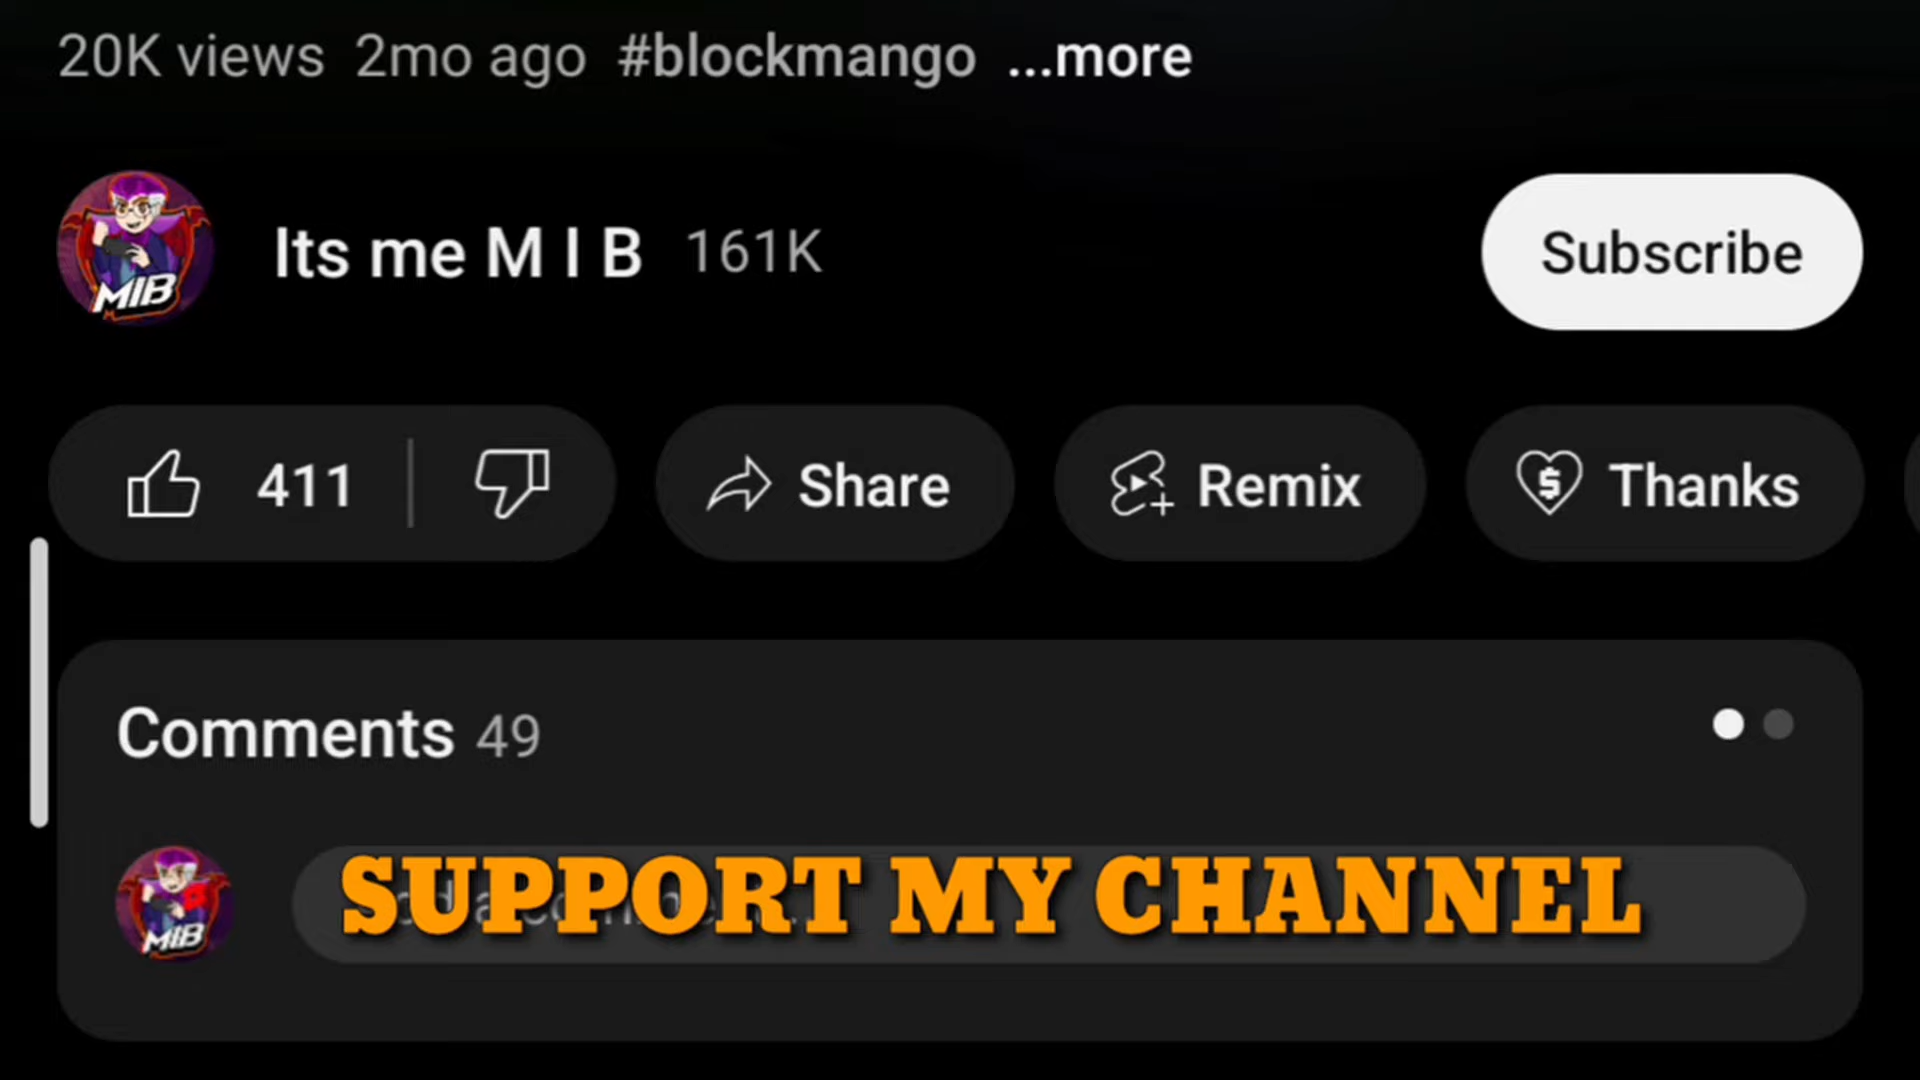 20K views 2mo ago #blockmango ...more
MIB
Its me M I B 161K
Subscribe
411
Share
Remix
Thanks
Comments 49
MIB
SUPPORT MY CHANNEL